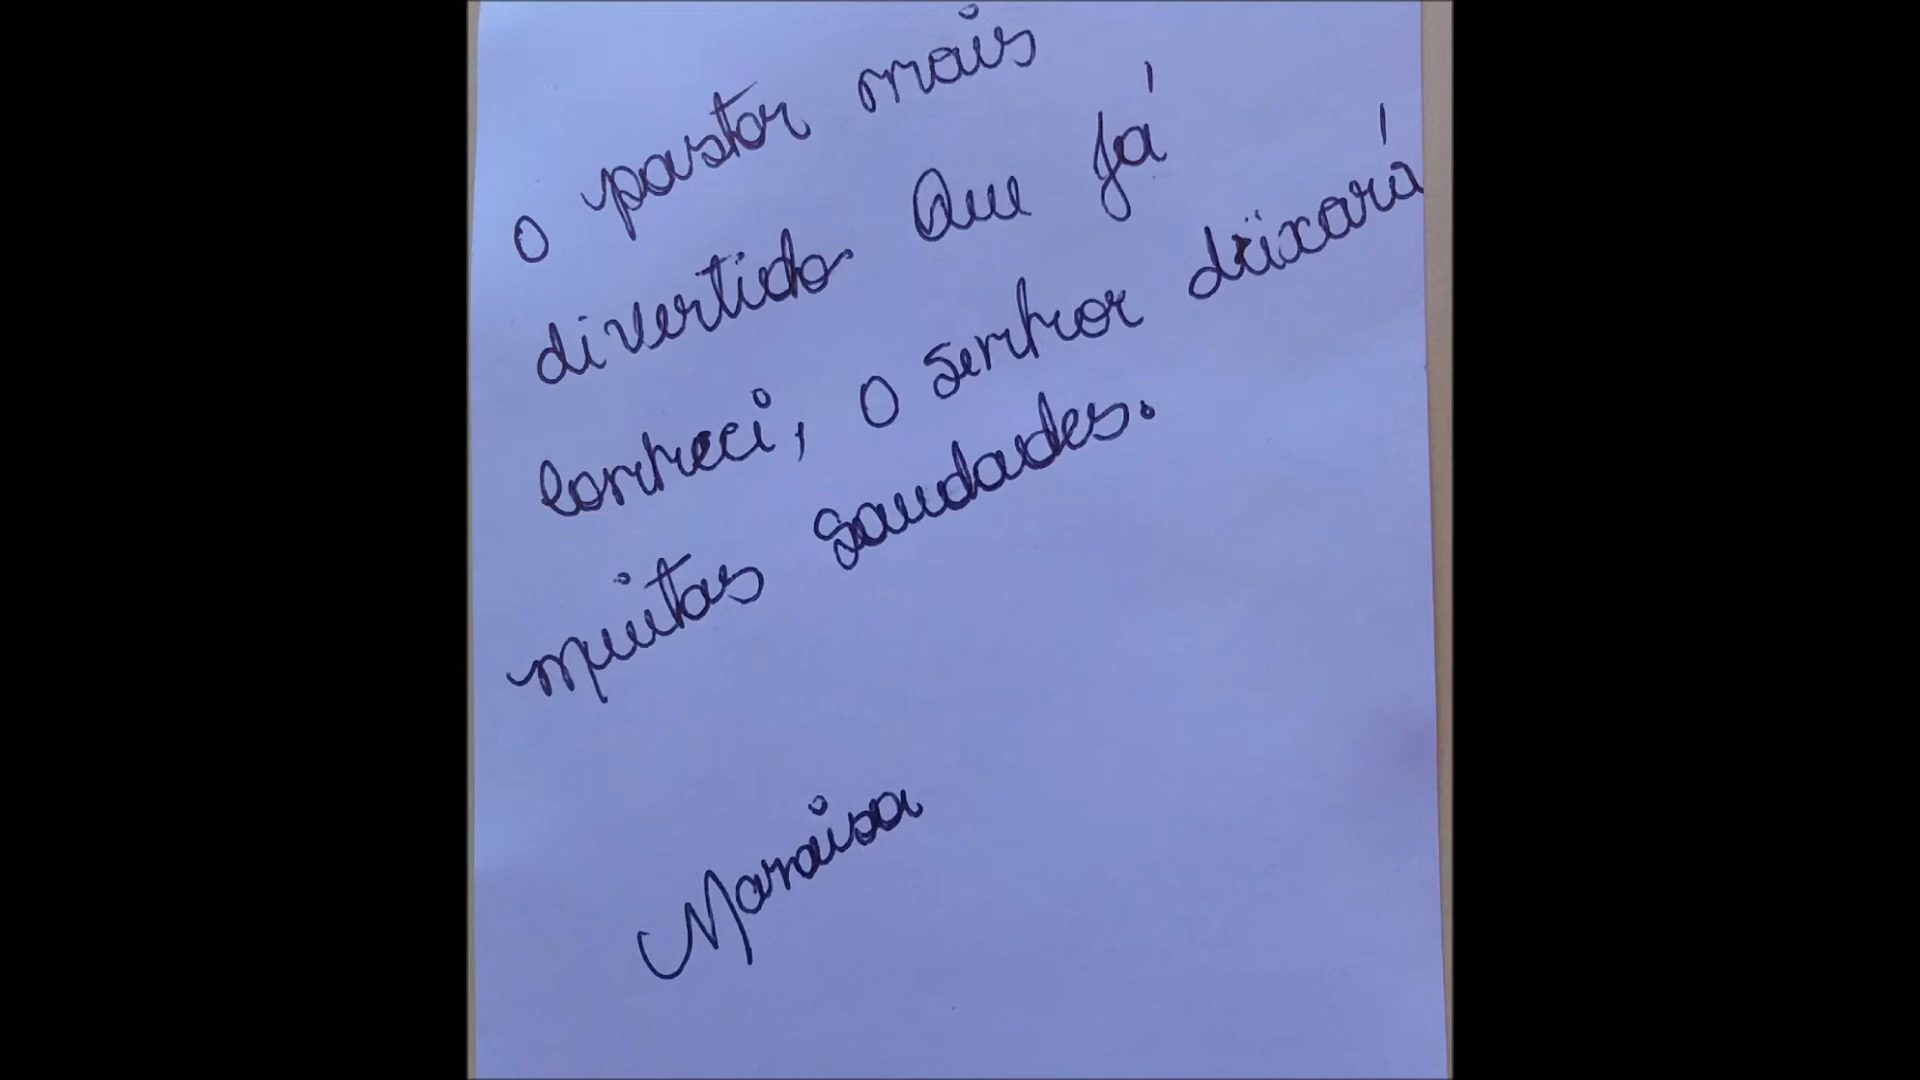 O pastor mais
divertido Que já
conheci, O senhor deixará
muitas saudades.
Maraisa